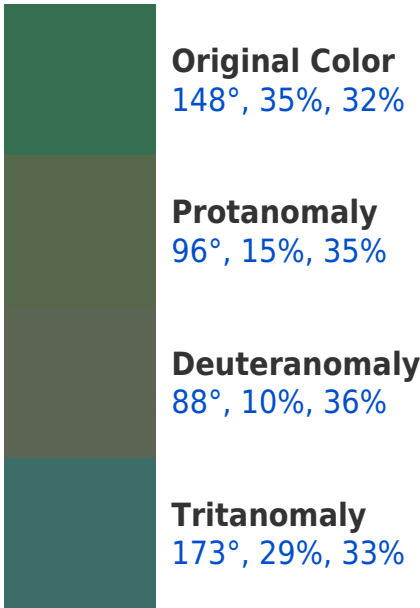 Original Color
148°, 35%, 32%
Protanomaly
96°, 15%, 35%
Deuteranomaly
88°, 10%, 36%
Tritanomaly
173°, 29%, 33%